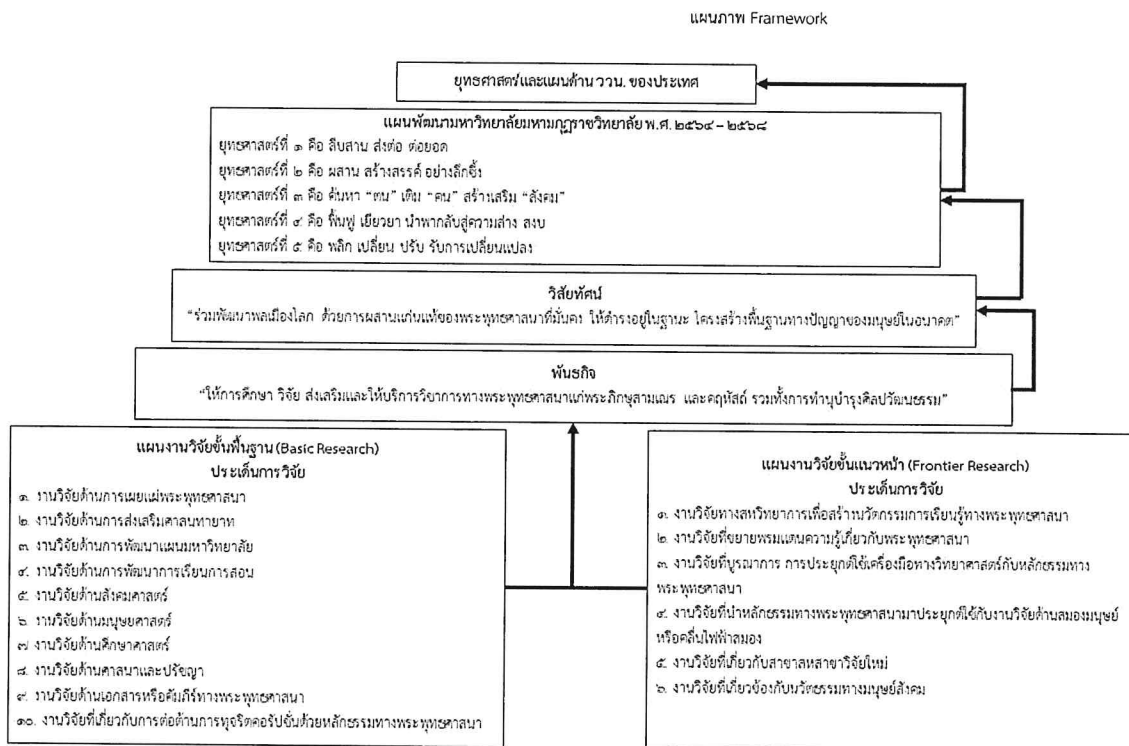 แผนภาพ Framework
ยุทธศาสตร์และแผนด้าน ววน. ของประเทศ
แผนพัฒนามหาวิทยาลัยมหามกุฏราชวิทยาลัย พ.ศ. ๒๕๖๔ – ๒๕๖๘
ยุทธศาสตร์ที่ ๑ คือ สืบสาน ส่งต่อ ต่อยอด
ยุทธศาสตร์ที่ ๒ คือ ผสาน สร้างสรรค์ อย่างลึกซึ้ง
ยุทธศาสตร์ที่ ๓ คือ ค้นหา “ตน” เติม “คน” สร้างเสริม “สังคม”
ยุทธศาสตร์ที่ ๔ คือ ฟื้นฟู เยียวยา นำพากลับสู่ความสว่าง สงบ
ยุทธศาสตร์ที่ ๕ คือ พลิก เปลี่ยน ปรับ รับการเปลี่ยนแปลง
วิสัยทัศน์
“ร่วมพัฒนาพลเมืองโลก ด้วยการผสานแก่นแท้ของพระพุทธศาสนาที่มั่นคง ให้ดำรงอยู่ในฐานะ โครงสร้างพื้นฐานทางปัญญาของมนุษย์ในอนาคต”
พันธกิจ
“ให้การศึกษา วิจัย ส่งเสริมและให้บริการวิชาการทางพระพุทธศาสนาแก่พระภิกษุสามเณร และคฤหัสถ์ รวมทั้งการทำนุบำรุงศิลปวัฒนธรรม”
แผนงานวิจัยขั้นพื้นฐาน (Basic Research)
ประเด็นการวิจัย
๑. งานวิจัยด้านการเผยแผ่พระพุทธศาสนา
๒. งานวิจัยด้านการส่งเสริมศาสนทายาท
๓. งานวิจัยด้านการพัฒนาแผนมหาวิทยาลัย
๔. งานวิจัยด้านการพัฒนาการเรียนการสอน
๕. งานวิจัยด้านสังคมศาสตร์
๖. งานวิจัยด้านมนุษยศาสตร์
๗. งานวิจัยด้านศึกษาศาสตร์
๘. งานวิจัยด้านศาสนาและปรัชญา
๙. งานวิจัยด้านเอกสารหรือคัมภีร์ทางพระพุทธศาสนา
๑๐. งานวิจัยที่เกี่ยวกับการต่อต้านการทุจริตคอรัปชั่นด้วยหลักธรรมทางพระพุทธศาสนา
แผนงานวิจัยขั้นแนวหน้า (Frontier Research)
ประเด็นการวิจัย
๑. งานวิจัยทางสหวิทยาการเพื่อสร้างนวัตกรรมการเรียนรู้ทางพระพุทธศาสนา
๒. งานวิจัยที่ขยายพรมแดนความรู้เกี่ยวกับพระพุทธศาสนา
๓. งานวิจัยที่บูรณาการ การประยุกต์ใช้เครื่องมือทางวิทยาศาสตร์กับหลักธรรมทาง
พระพุทธศาสนา
๔. งานวิจัยที่นำหลักธรรมทางพระพุทธศาสนามาประยุกต์ใช้กับงานวิจัยด้านสมองมนุษย์
หรือคลื่นไฟฟ้าสมอง
๕. งานวิจัยที่เกี่ยวกับสาขาสหสาขาวิจัยใหม่
๖. งานวิจัยที่เกี่ยวข้องกับนวัตธรรมทางมนุษย์สังคม